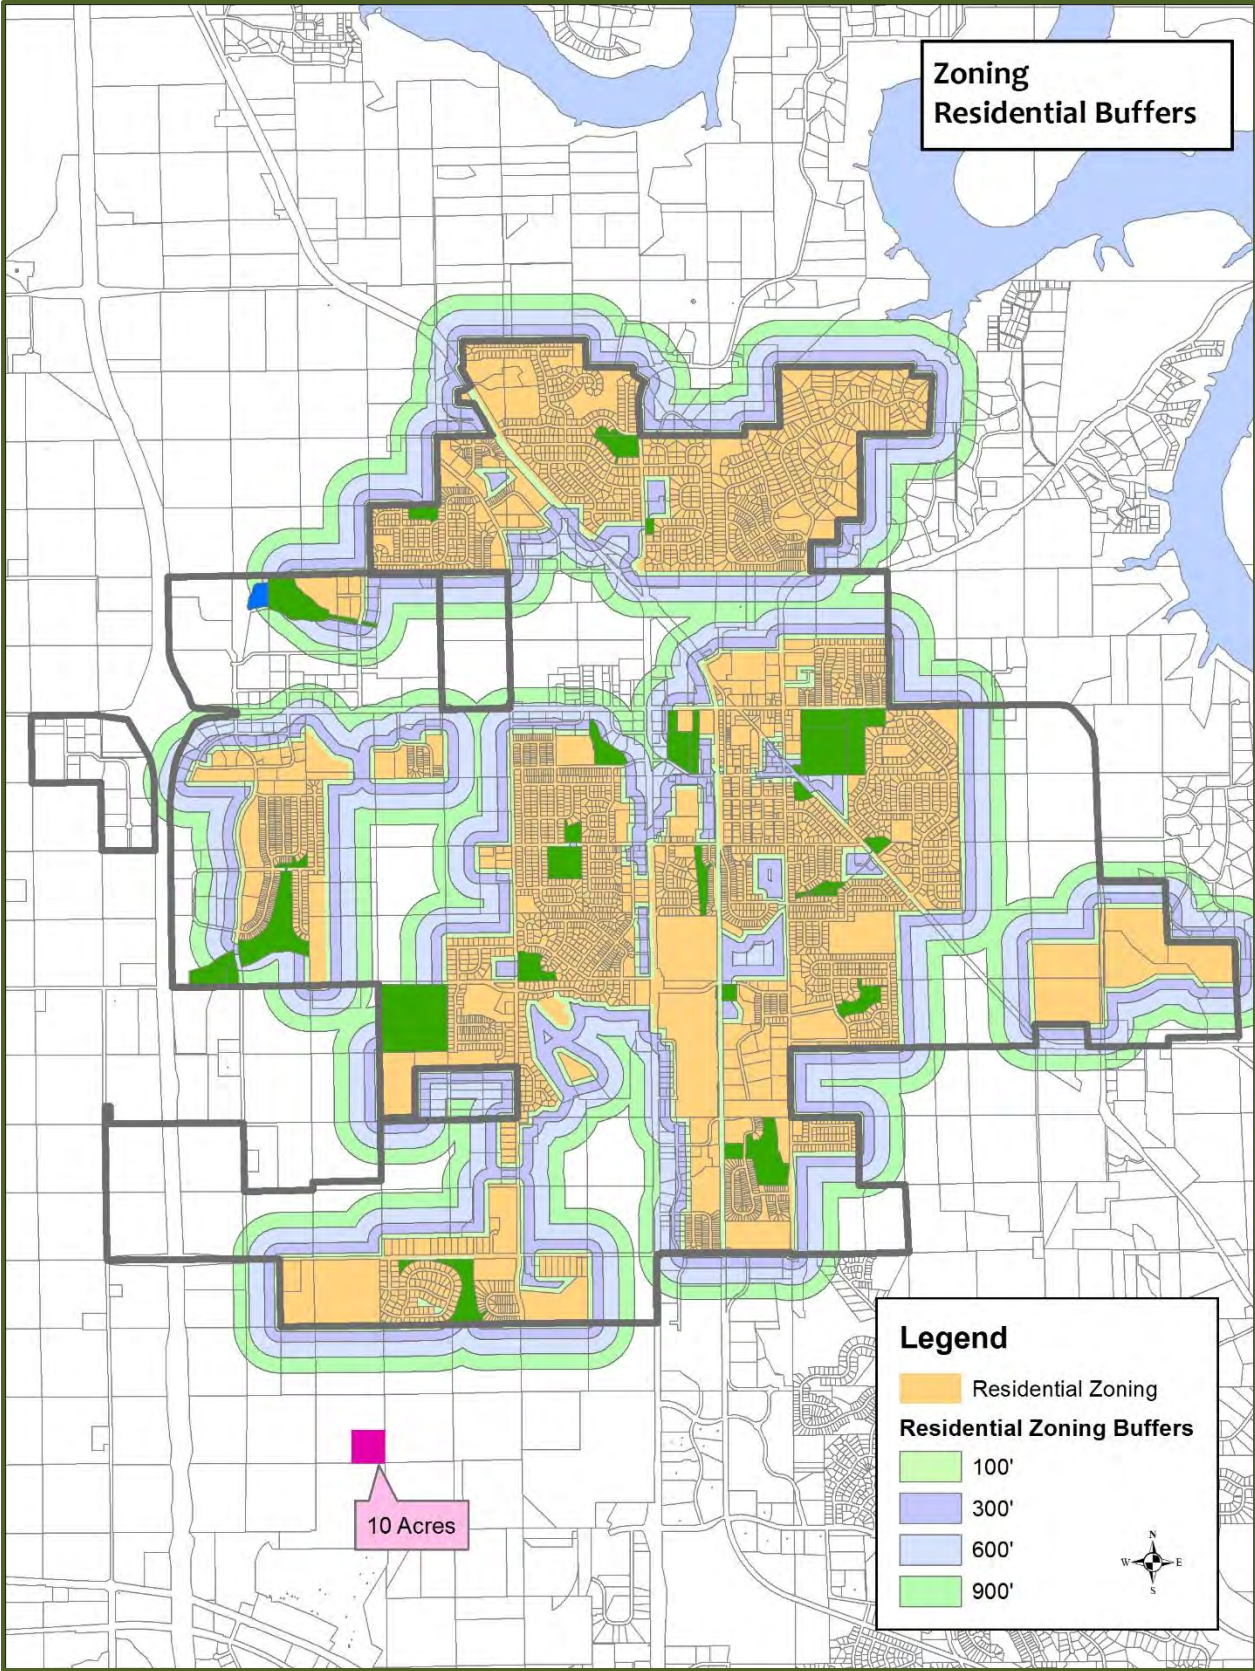 Zoning
Residential Buffers
10 Acres
Legend
Residential Zoning
Residential Zoning Buffers
100'
300'
600'
900'
N
W
E
S